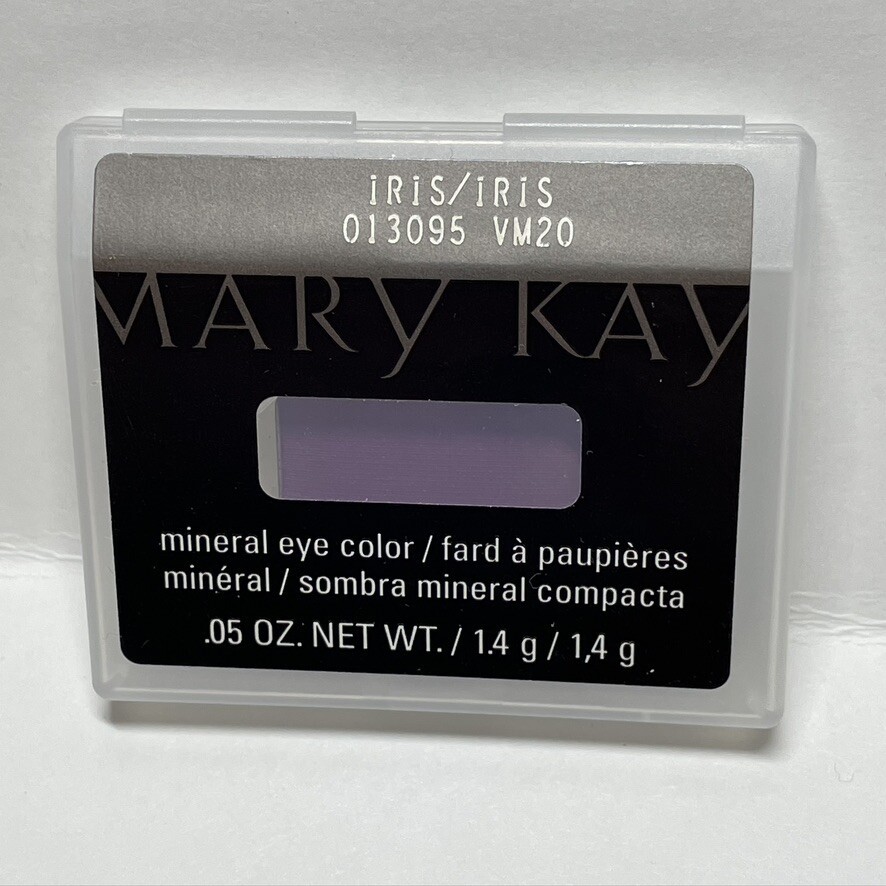 iRiS/iRiS
013095 VM20
MARY KAY
mineral eye color / fard à paupières
minéral / sombra mineral compacta
.05 OZ. NET WT. / 1.4 g / 1,4 g